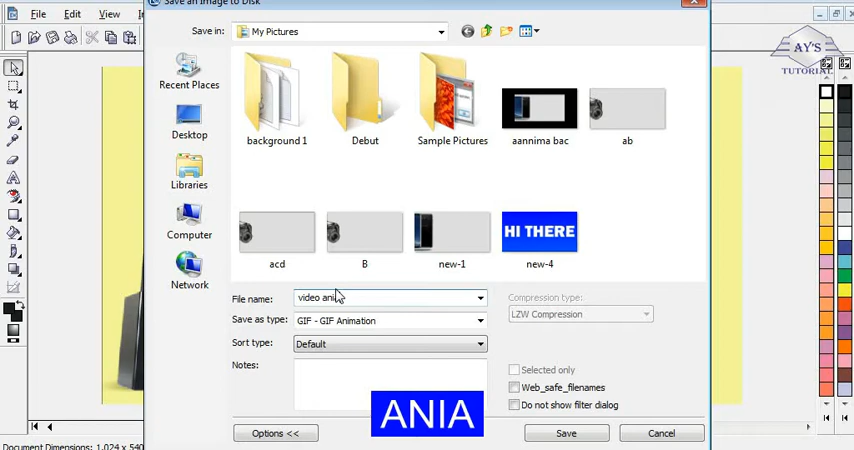 Save an Image to Disk
File Edit View
Save in: My Pictures
AY'S
TUTORIAL
Recent Places
Desktop
Libraries
Computer
Network
background 1
Debut
Sample Pictures
aannima bac
ab
acd
B
new-1
HI THERE
new-4
File name:
video ani
Compression type:
Save as type: GIF - GIF Animation
LZW Compression
Sort type: Default
Notes:
Selected only
Web_safe_filenames
Do not show filter dialog
ANIA
Options <<
Save
Cancel
Document Dimensions: 1,024 x 540